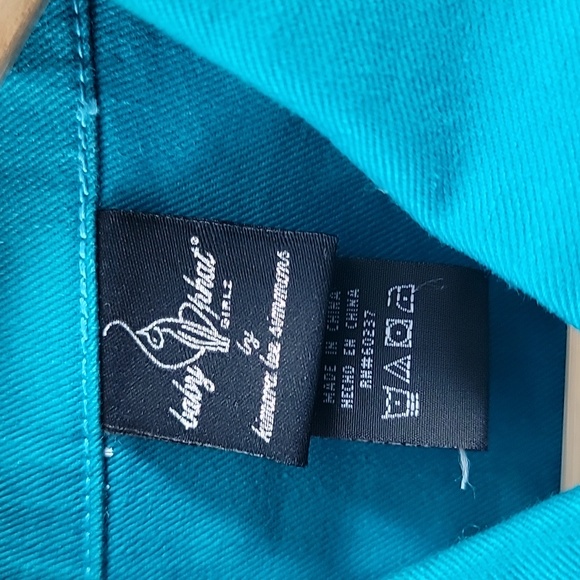 baby phat®
GIRLZ
by
kimora lee simmons
MADE IN CHINA
HECHO EN CHINA
RN#60237